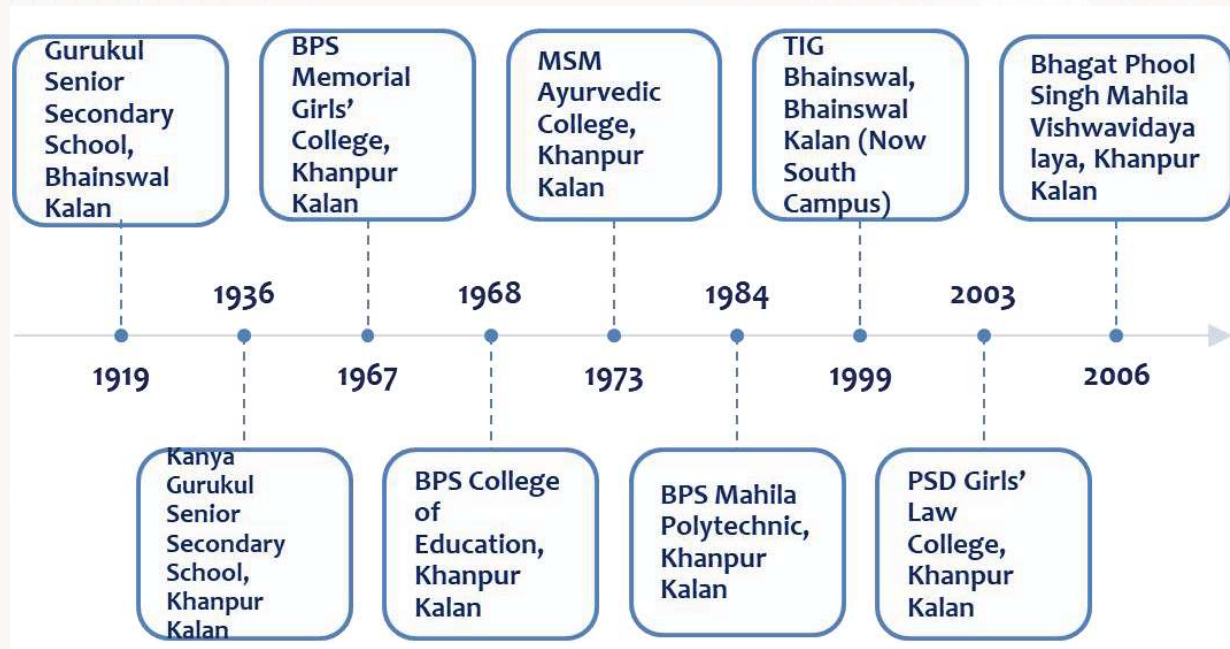 Gurukul
Senior
Secondary
School,
Bhainswal
Kalan
BPS
Memorial
Girls’
College,
Khanpur
Kalan
MSM
Ayurvedic
College,
Khanpur
Kalan
TIG
Bhainswal,
Bhainswal
Kalan (Now
South
Campus)
Bhagat Phool
Singh Mahila
Vishwavidaya
laya, Khanpur
Kalan
1936
1968
1984
2003
1919
1967
1973
1999
2006
Kanya
Gurukul
Senior
Secondary
School,
Khanpur
Kalan
BPS College
of
Education,
Khanpur
Kalan
BPS Mahila
Polytechnic,
Khanpur
Kalan
PSD Girls’
Law
College,
Khanpur
Kalan